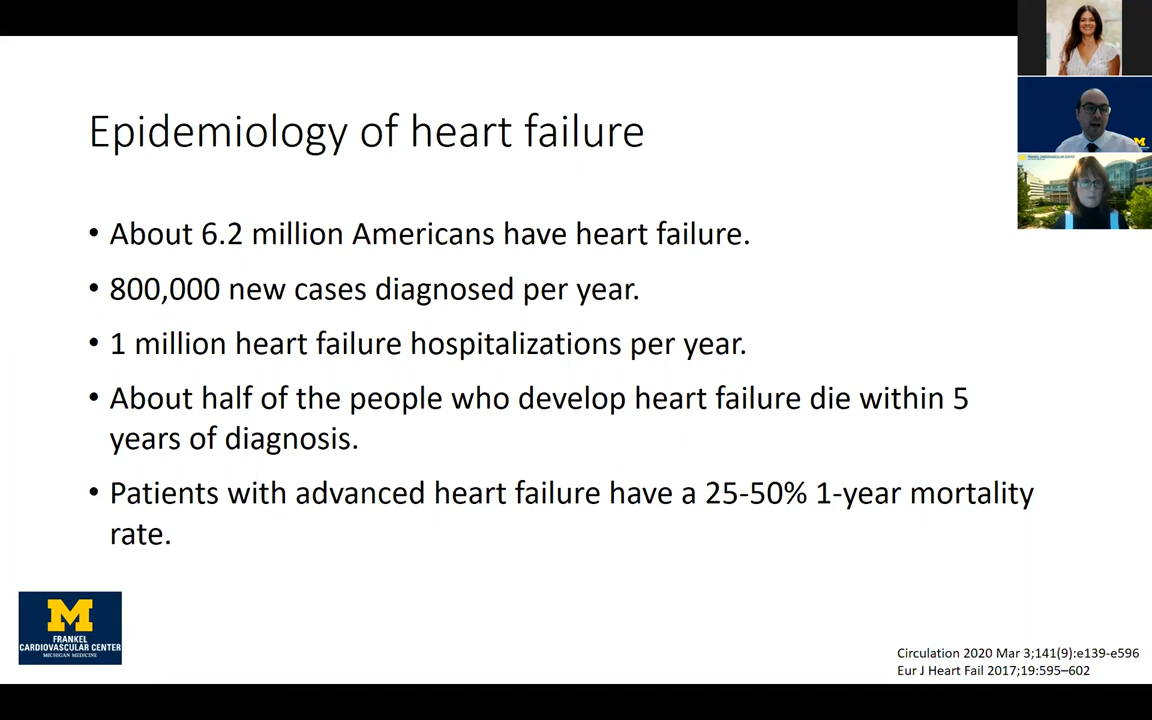 Epidemiology of heart failure
• About 6.2 million Americans have heart failure.
• 800,000 new cases diagnosed per year.
• 1 million heart failure hospitalizations per year.
• About half of the people who develop heart failure die within 5
years of diagnosis.
• Patients with advanced heart failure have a 25-50% 1-year mortality
rate.
M
FRANKEL
CARDIOVASCULAR CENTER
MICHIGAN MEDICINE
Circulation 2020 Mar 3;141(9):e139-e596
Eur J Heart Fail 2017;19:595–602
M
FRANKEL CARDIOVASCULAR CENTER